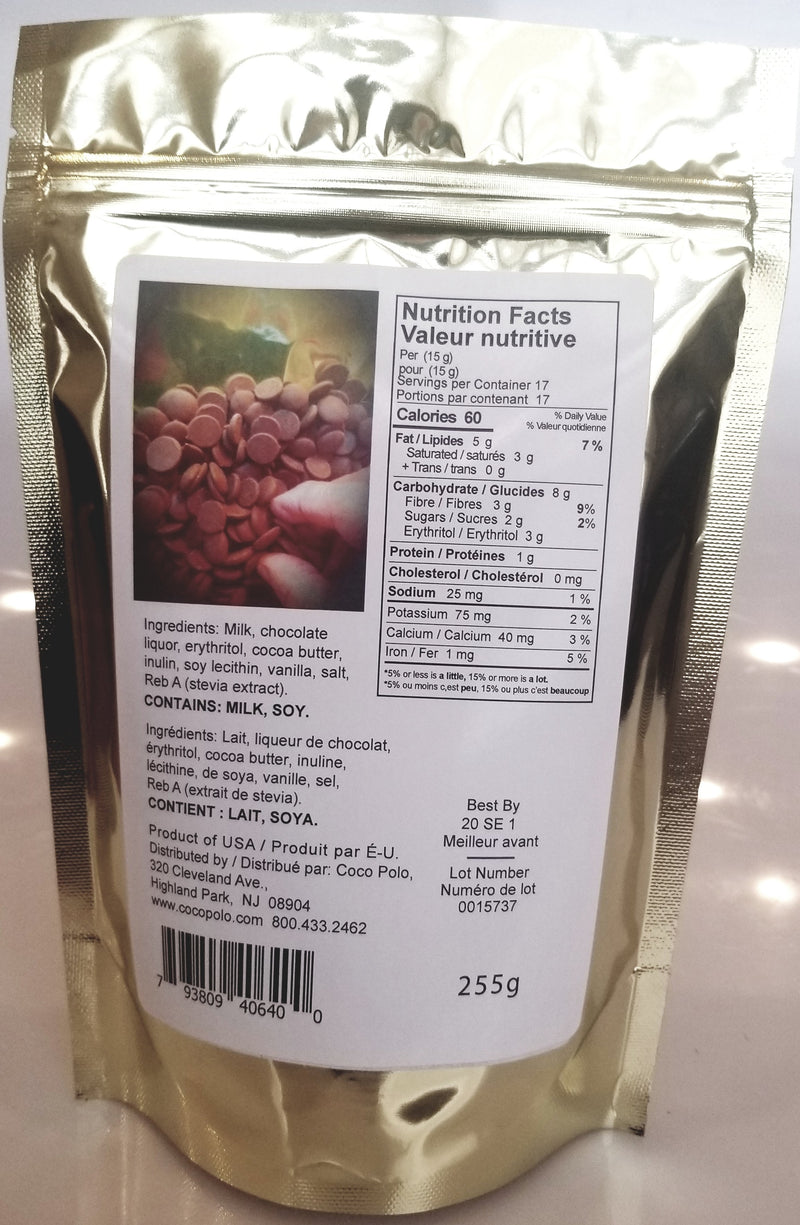 Nutrition Facts
Valeur nutritive
Per (15 g)
pour (15 g)
Servings per Container 17
Portions par contenant 17
Calories 60
% Daily Value
% Valeur quotidienne
Fat / Lipides 5 g 7 %
Saturated / saturés 3 g
+ Trans / trans 0 g
Carbohydrate / Glucides 8 g
Fibre / Fibres 3 g 9%
Sugars / Sucres 2 g 2%
Erythritol / Erythritol 3 g
Protein / Protéines 1 g
Cholesterol / Cholestérol 0 mg
Sodium 25 mg 1 %
Potassium 75 mg 2 %
Calcium / Calcium 40 mg 3 %
Iron / Fer 1 mg 5 %
*5% or less is a little, 15% or more is a lot.
*5% ou moins c,est peu, 15% ou plus c'est beaucoup
Ingredients: Milk, chocolate
liquor, erythritol, cocoa butter,
inulin, soy lecithin, vanilla, salt,
Reb A (stevia extract).
CONTAINS: MILK, SOY.
Ingrédients: Lait, liqueur de chocolat,
érythritol, cocoa butter, inuline,
lécithine, de soya, vanille, sel,
Reb A (extrait de stevia).
CONTIENT : LAIT, SOYA.
Product of USA / Produit par É-U.
Distributed by / Distribué par: Coco Polo,
320 Cleveland Ave.,
Highland Park, NJ 08904
www.cocopolo.com 800.433.2462
7 93809 40640 0
Best By
20 SE 1
Meilleur avant
Lot Number
Numéro de lot
0015737
255g